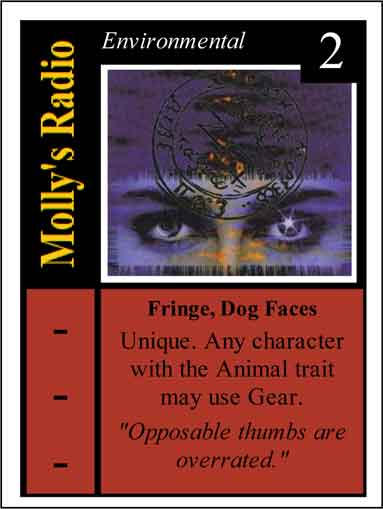 Environmental
2
Molly's Radio
-
-
-
Fringe, Dog Faces
Unique. Any character
with the Animal trait
may use Gear.
"Opposable thumbs are
overrated."